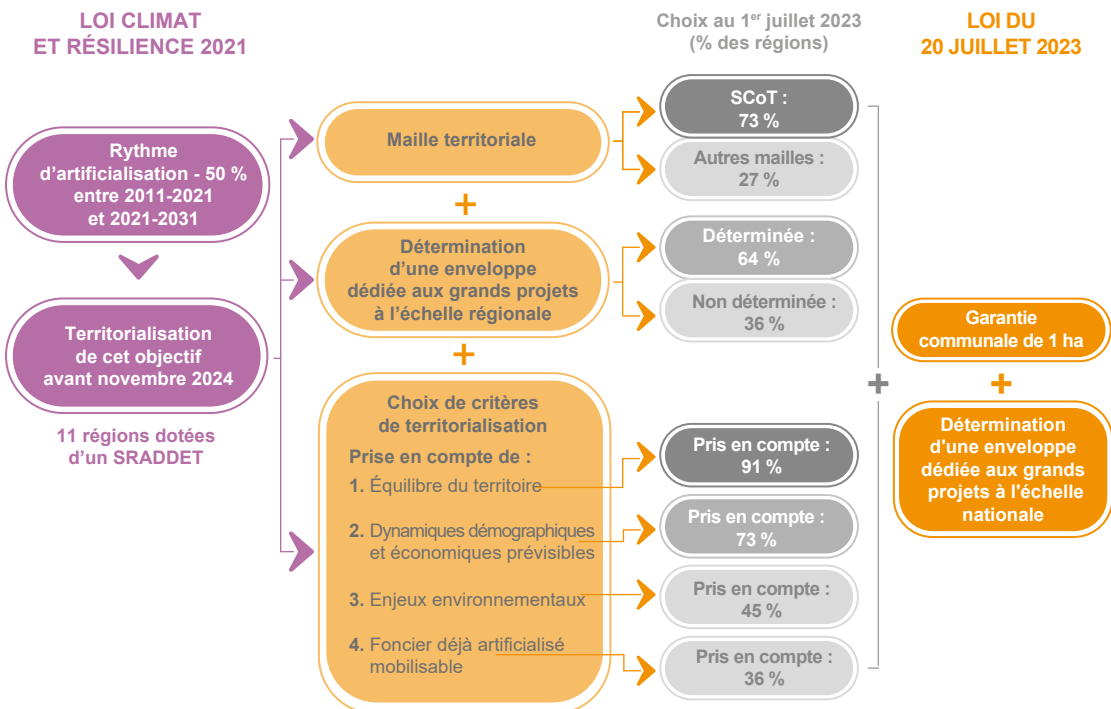 LOI CLIMAT
ET RÉSILIENCE 2021
Rythme
d'artificialisation - 50 %
entre 2011-2021
et 2021-2031
Territorialisation
de cet objectif
avant novembre 2024
11 régions dotées
d'un SRADDET
Maille territoriale
+
Détermination
d'une enveloppe
dédiée aux grands projets
à l'échelle régionale
+
Choix de critères
de territorialisation
Prise en compte de :
1. Équilibre du territoire
2. Dynamiques démographiques
et économiques prévisibles
3. Enjeux environnementaux
4. Foncier déjà artificialisé
mobilisable
Choix au 1er juillet 2023
(% des régions)
SCoT :
73 %
Autres mailles :
27 %
Déterminée :
64 %
Non déterminée :
36 %
Pris en compte :
91 %
Pris en compte :
73 %
Pris en compte :
45 %
Pris en compte :
36 %
+
LOI DU
20 JUILLET 2023
Garantie
communale de 1 ha
+
Détermination
d'une enveloppe
dédiée aux grands
projets à l'échelle
nationale